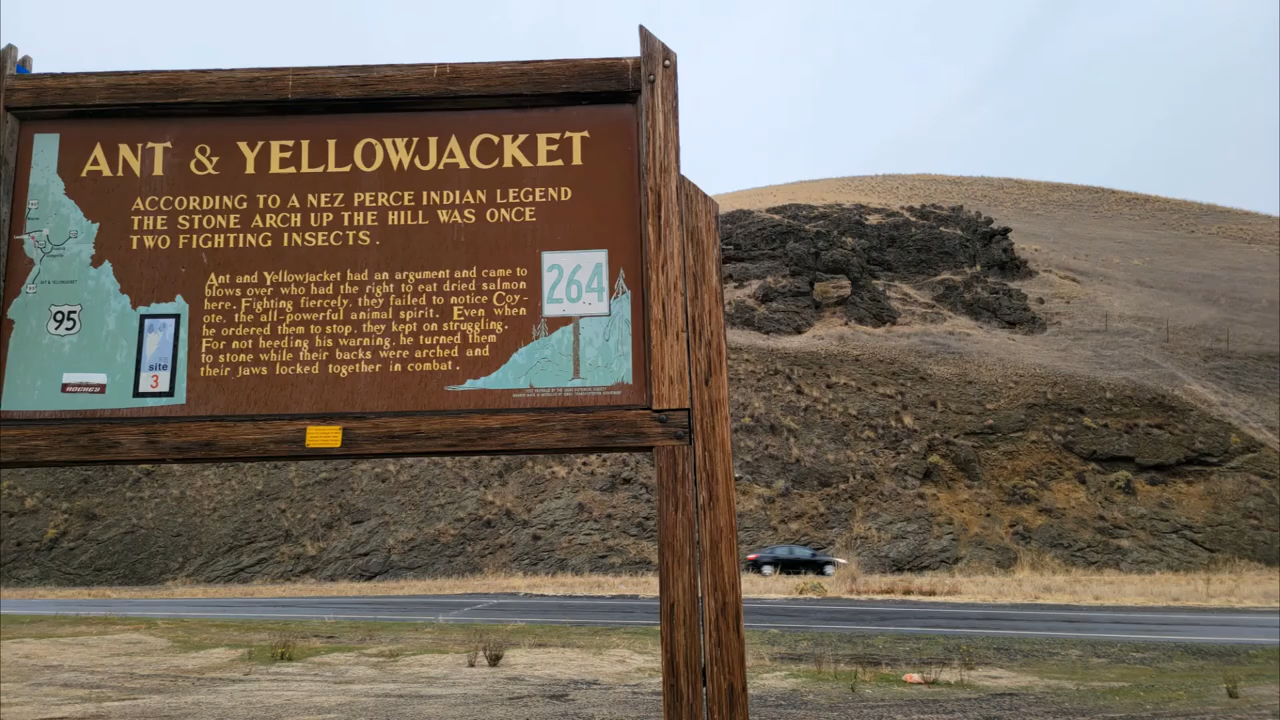 ANT & YELLOWJACKET
ACCORDING TO A NEZ PERCE INDIAN LEGEND
THE STONE ARCH UP THE HILL WAS ONCE
TWO FIGHTING INSECTS.
Ant and Yellowjacket had an argument and came to
blows over who had the right to eat dried salmon
here. Fighting fiercely, they failed to notice Coy-
ote, the all-powerful animal spirit. Even when
he ordered them to stop, they kept on struggling.
For not heeding his warning, he turned them
to stone while their backs were arched and
their jaws locked together in combat.
264
ANT & YELLOWJACKET
95
site
3